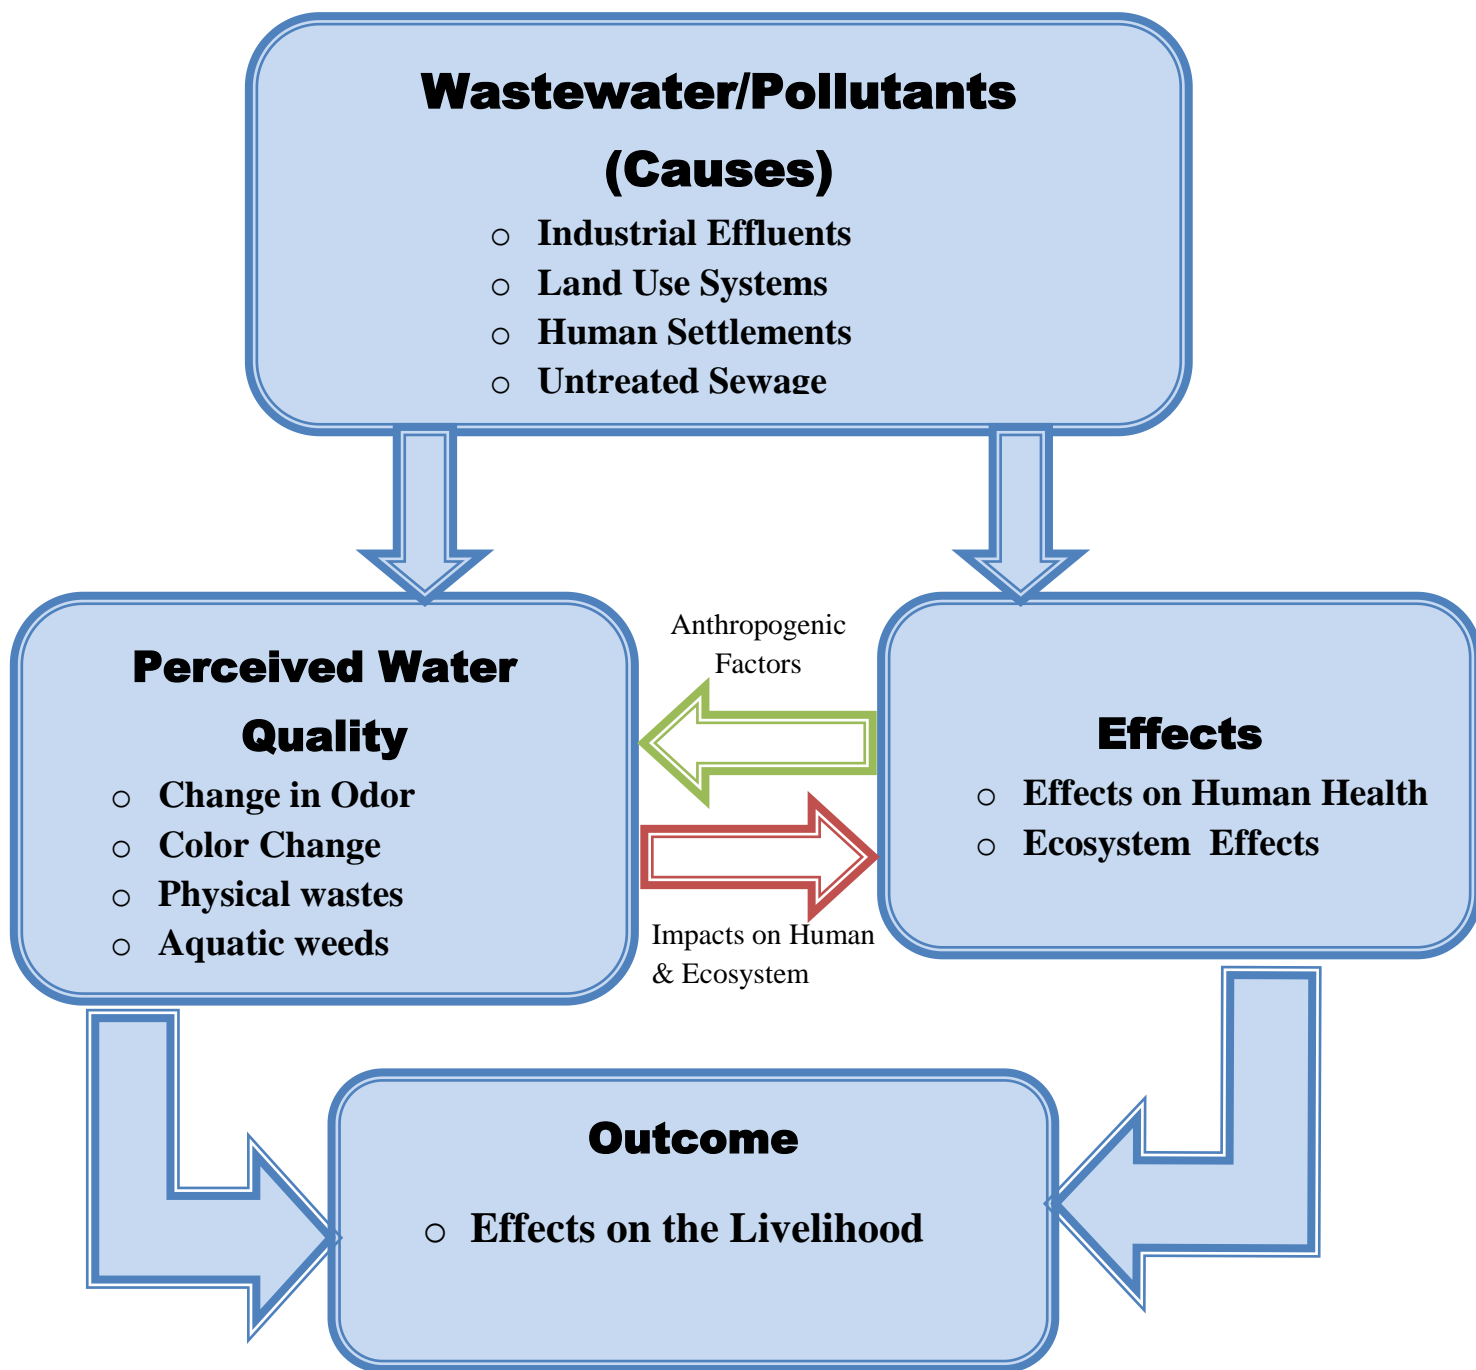 Wastewater/Pollutants
(Causes)
o Industrial Effluents
o Land Use Systems
o Human Settlements
o Untreated Sewage
Perceived Water
Quality
o Change in Odor
o Color Change
o Physical wastes
o Aquatic weeds
Anthropogenic
Factors
Impacts on Human
& Ecosystem
Effects
o Effects on Human Health
o Ecosystem Effects
Outcome
o Effects on the Livelihood